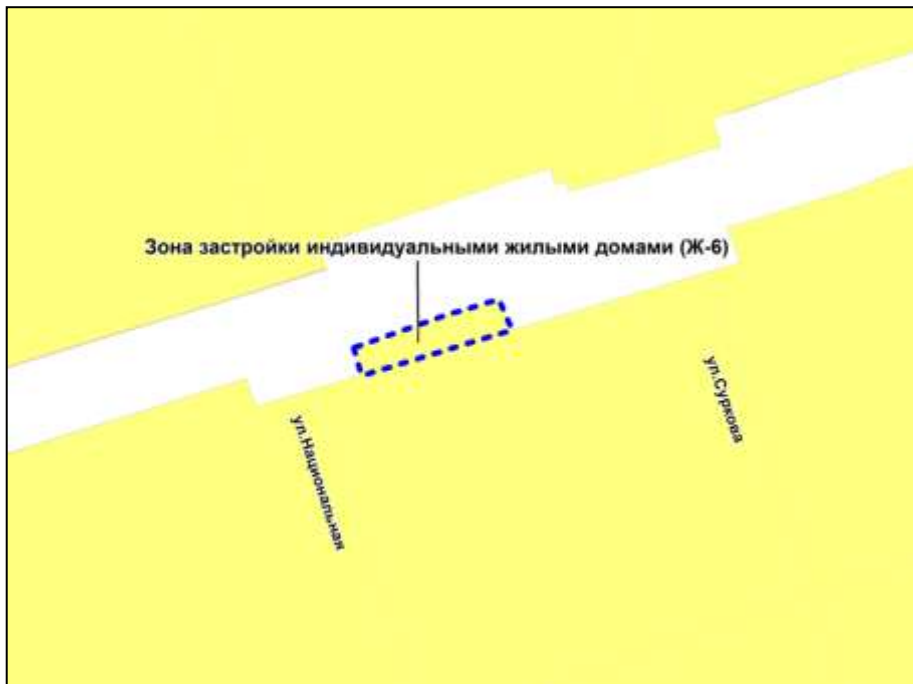 Зона застройки индивидуальными жилыми домами (Ж-6)
ул.Суркова
ул.Национальная